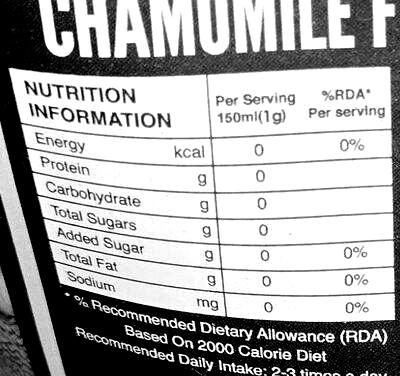 CHAMOMILE F
NUTRITION INFORMATION Per Serving 150ml(1g) %RDA* Per serving
Energy kcal 0 0%
Protein g 0
Carbohydrate g 0
Total Sugars g 0
Added Sugar g 0 0%
Total Fat g 0 0%
Sodium mg 0 0%
* % Recommended Dietary Allowance (RDA)
Based On 2000 Calorie Diet
Recommended Daily Intake: 2-3 times a day